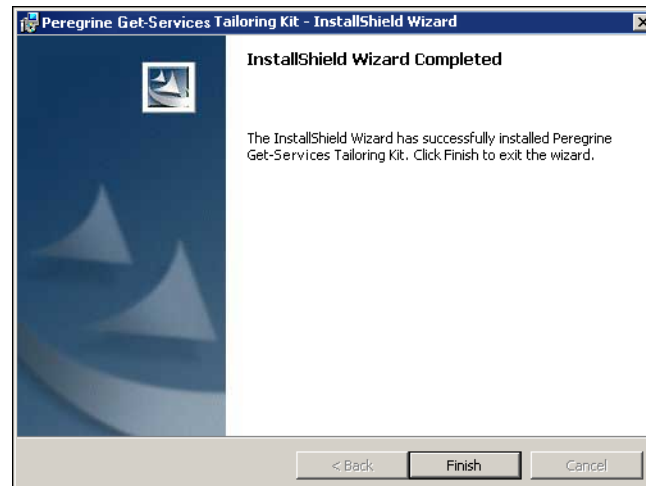 Peregrine Get-Services Tailoring Kit - InstallShield Wizard
InstallShield Wizard Completed
The InstallShield Wizard has successfully installed Peregrine
Get-Services Tailoring Kit. Click Finish to exit the wizard.
< Back
Finish
Cancel